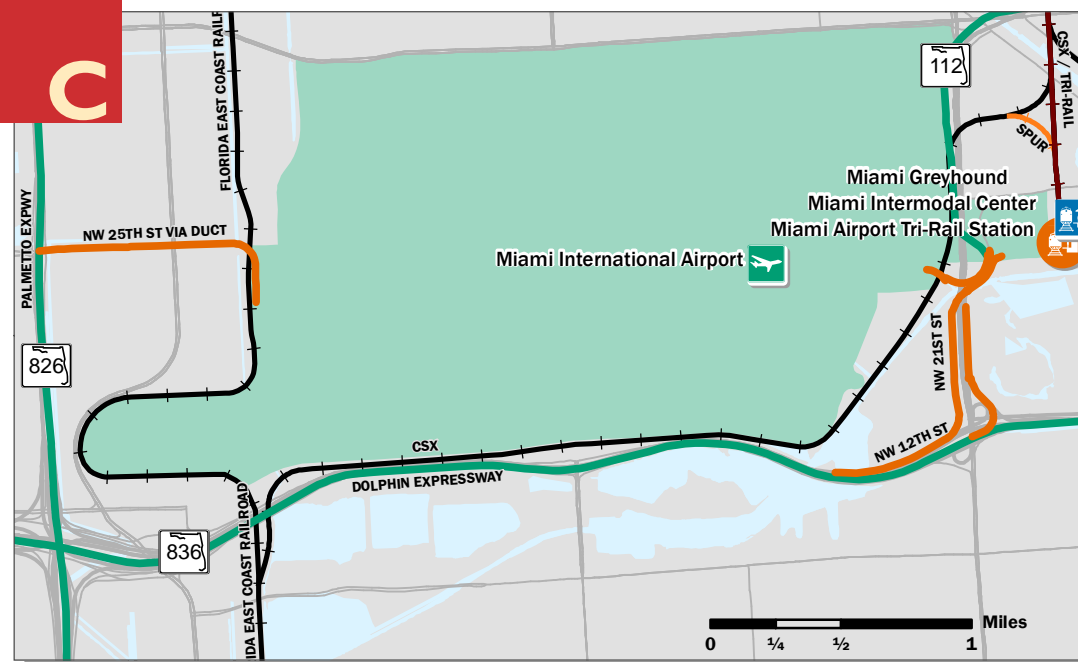 C
FLORIDA EAST COAST RAILR
112
CSX / TRI-RAIL
SPUR
Miami Greyhound
Miami Intermodal Center
Miami Airport Tri-Rail Station
PALMETTO EXPWY
NW 25TH ST VIA DUCT
Miami International Airport
826
NW 21ST ST
NW 12TH ST
CSX
DOLPHIN EXPRESSWAY
836
IDA EAST COAST RAILROAD
Miles
0 ¼ ½ 1